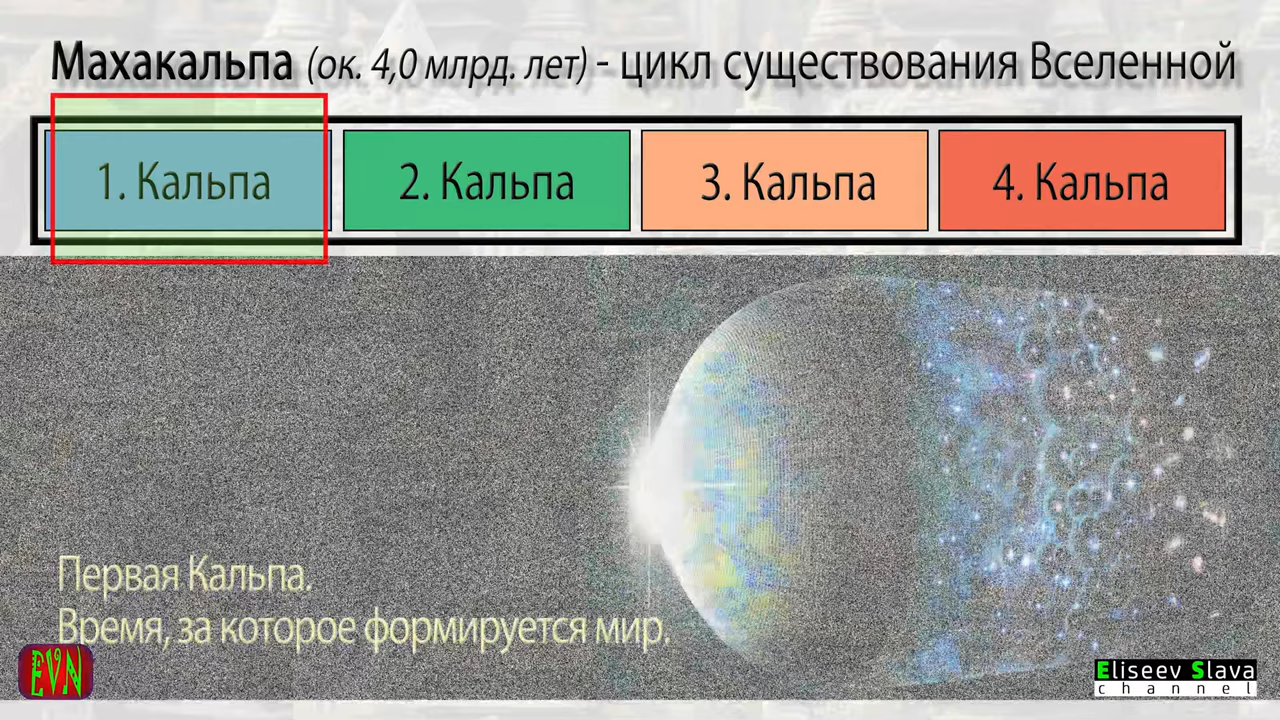 Махакальпа (ок. 4,0 млрд. лет) - цикл существования Вселенной
1. Кальпа
2. Кальпа
3. Кальпа
4. Кальпа
Первая Кальпа.
Время, за которое формируется мир.
EVN
Eliseev Slava
channel